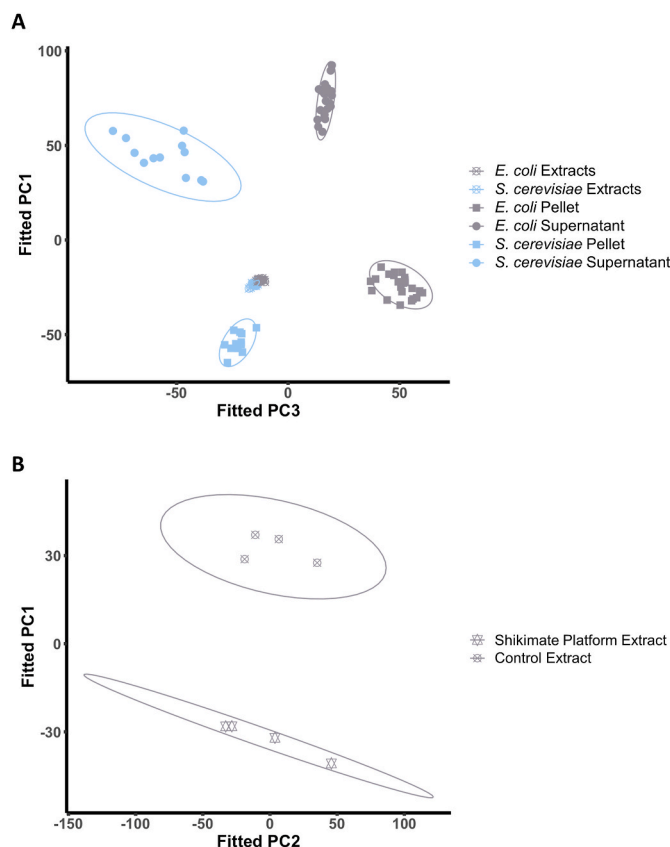 A
100
50
0
-50
Fitted PC1
-50
0
50
Fitted PC3
E. coli Extracts
S. cerevisiae Extracts
E. coli Pellet
E. coli Supernatant
S. cerevisiae Pellet
S. cerevisiae Supernatant
B
30
0
-30
Fitted PC1
-150
-100
-50
0
50
100
Fitted PC2
Shikimate Platform Extract
Control Extract